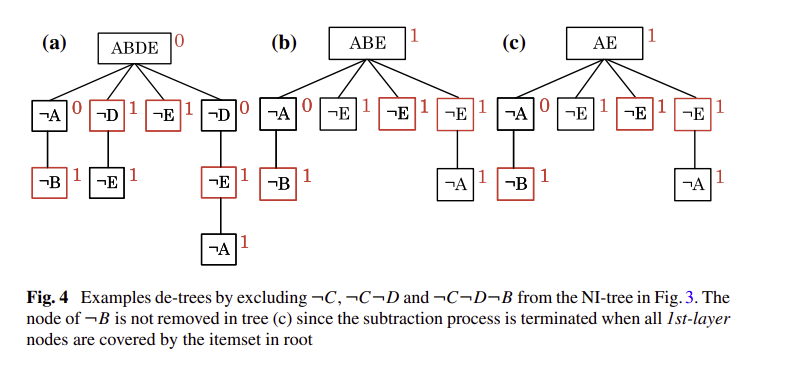 (a) ABDE 0 (b) ABE 1 (c) AE 1
¬A 0 ¬D 1 ¬E 1 ¬D 0 ¬A 0 ¬E 1 ¬E 1 ¬E 1 ¬A 0 ¬E 1 ¬E 1 ¬E 1
¬B 1 ¬E 1 ¬E 1 ¬B 1 ¬A 1 ¬B 1 ¬A 1
¬A 1
Fig. 4 Examples de-trees by excluding ¬C, ¬C¬D and ¬C¬D¬B from the NI-tree in Fig. 3. The
node of ¬B is not removed in tree (c) since the subtraction process is terminated when all 1st-layer
nodes are covered by the itemset in root